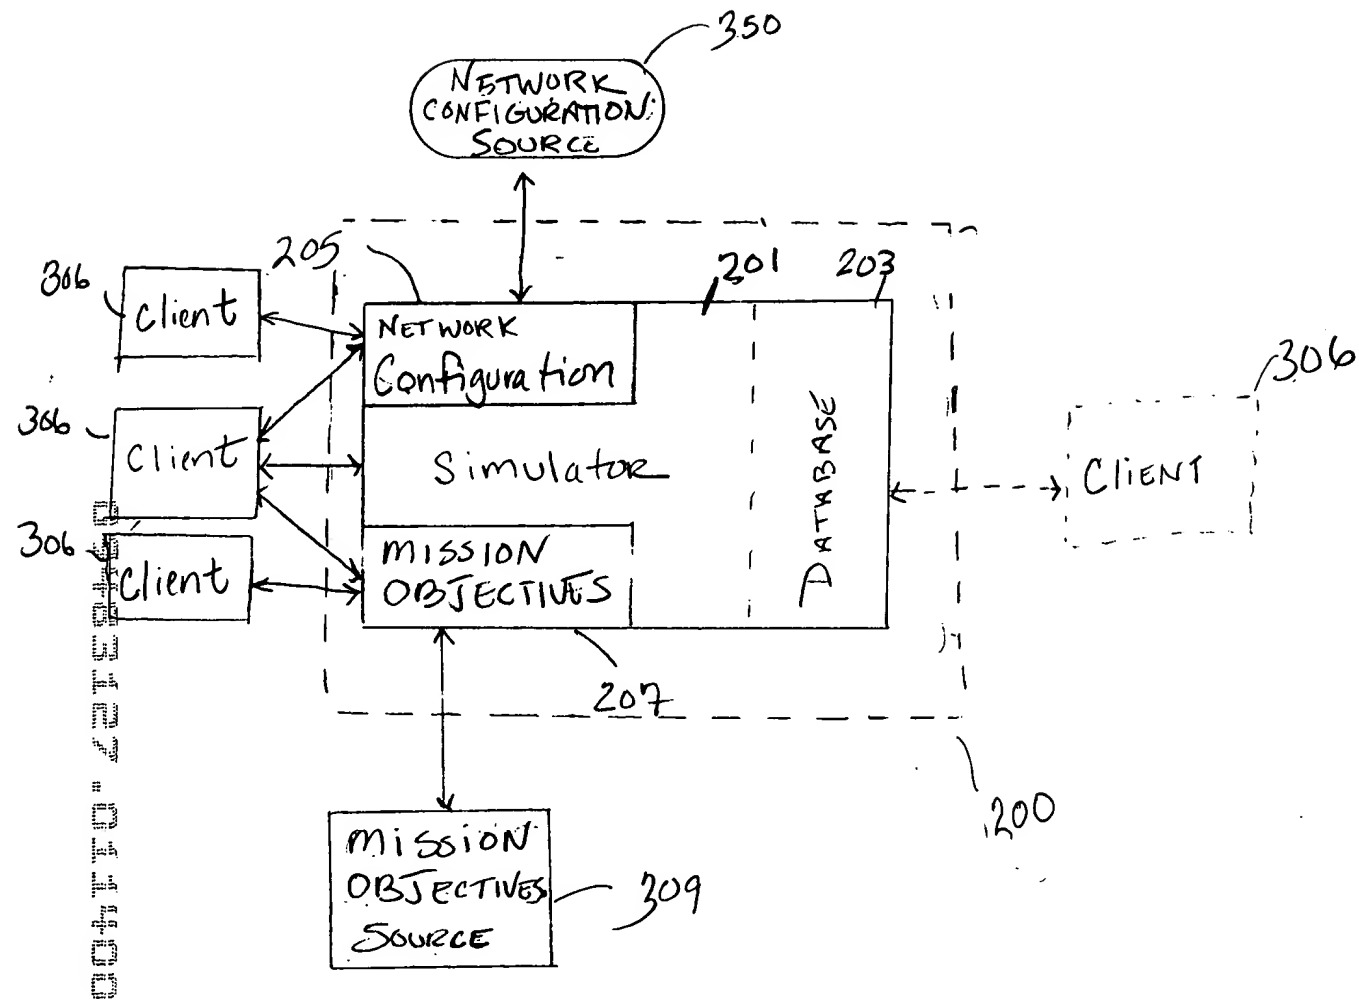 350
NETWORK
CONFIGURATION
SOURCE
205
201
203
306
Client
NETWORK
Configuration
306
306
Client
Simulator
DATABASE
CLIENT
306
Client
MISSION
OBJECTIVES
207
200
MISSION
OBJECTIVES
SOURCE
309